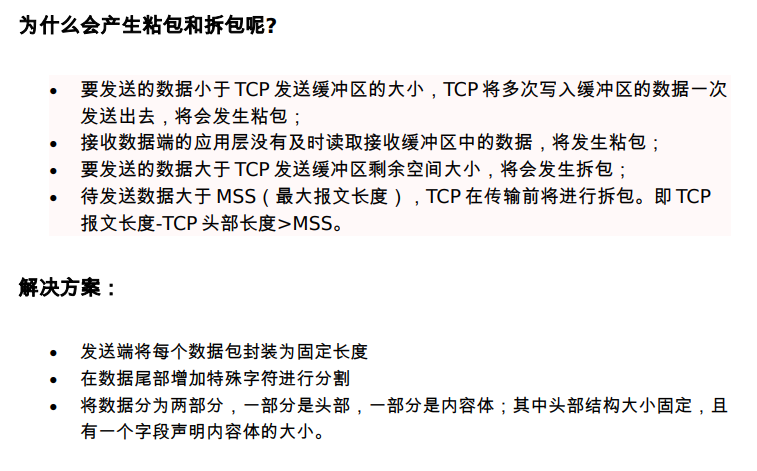 为什么会产生粘包和拆包呢?
• 要发送的数据小于 TCP 发送缓冲区的大小，TCP 将多次写入缓冲区的数据一次
发送出去，将会发生粘包；
• 接收数据端的应用层没有及时读取接收缓冲区中的数据，将发生粘包；
• 要发送的数据大于 TCP 发送缓冲区剩余空间大小，将会发生拆包；
• 待发送数据大于 MSS（最大报文长度），TCP 在传输前将进行拆包。即 TCP
报文长度-TCP 头部长度>MSS。
解决方案：
• 发送端将每个数据包封装为固定长度
• 在数据尾部增加特殊字符进行分割
• 将数据分为两部分，一部分是头部，一部分是内容体；其中头部结构大小固定，且
有一个字段声明内容体的大小。